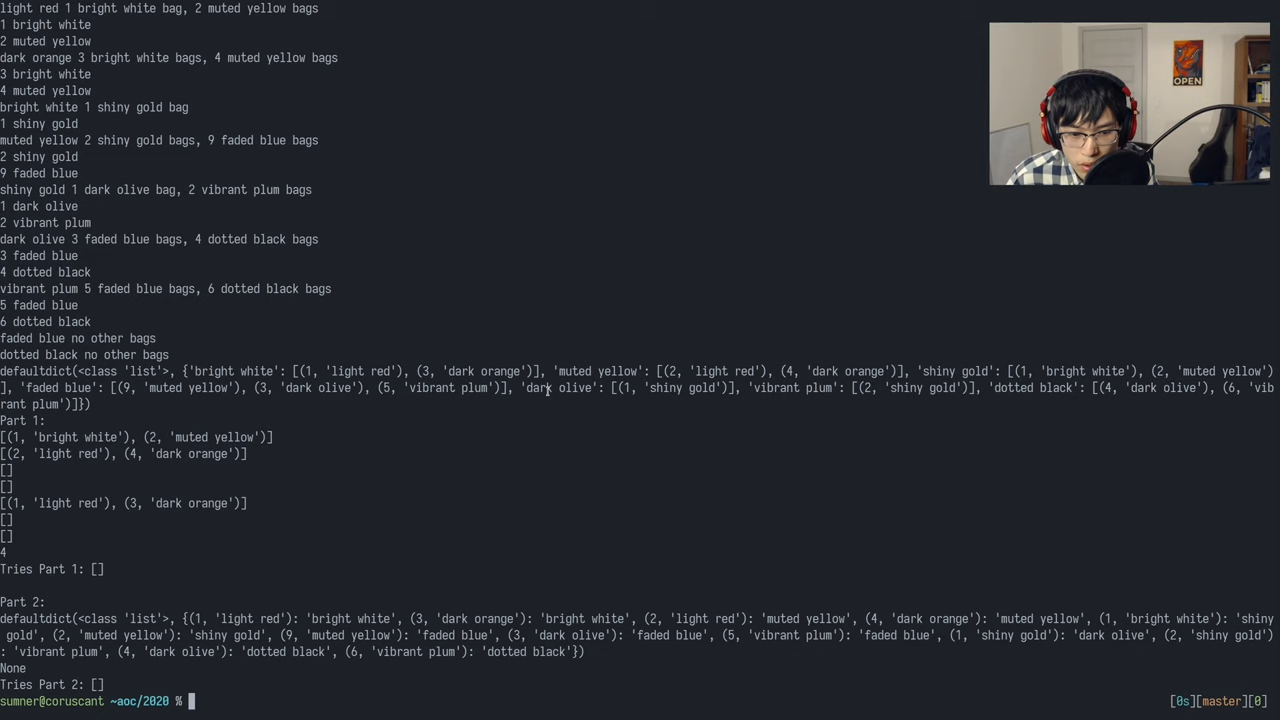 light red 1 bright white bag, 2 muted yellow bags
1 bright white
2 muted yellow
dark orange 3 bright white bags, 4 muted yellow bags
3 bright white
4 muted yellow
bright white 1 shiny gold bag
1 shiny gold
muted yellow 2 shiny gold bags, 9 faded blue bags
2 shiny gold
9 faded blue
shiny gold 1 dark olive bag, 2 vibrant plum bags
1 dark olive
2 vibrant plum
dark olive 3 faded blue bags, 4 dotted black bags
3 faded blue
4 dotted black
vibrant plum 5 faded blue bags, 6 dotted black bags
5 faded blue
6 dotted black
faded blue no other bags
dotted black no other bags
defaultdict(<class 'list'>, {'bright white': [(1, 'light red'), (3, 'dark orange')], 'muted yellow': [(2, 'light red'), (4, 'dark orange')], 'shiny gold': [(1, 'bright white'), (2, 'muted yellow')
], 'faded blue': [(9, 'muted yellow'), (3, 'dark olive'), (5, 'vibrant plum')], 'dark olive': [(1, 'shiny gold')], 'vibrant plum': [(2, 'shiny gold')], 'dotted black': [(4, 'dark olive'), (6, 'vib
rant plum')]})
Part 1:
[(1, 'bright white'), (2, 'muted yellow')]
[(2, 'light red'), (4, 'dark orange')]
[]
[]
[(1, 'light red'), (3, 'dark orange')]
[]
[]
4
Tries Part 1: []
Part 2:
defaultdict(<class 'list'>, {(1, 'light red'): 'bright white', (3, 'dark orange'): 'bright white', (2, 'light red'): 'muted yellow', (4, 'dark orange'): 'muted yellow', (1, 'bright white'): 'shiny
 gold', (2, 'muted yellow'): 'shiny gold', (9, 'muted yellow'): 'faded blue', (3, 'dark olive'): 'faded blue', (5, 'vibrant plum'): 'faded blue', (1, 'shiny gold'): 'dark olive', (2, 'shiny gold')
: 'vibrant plum', (4, 'dark olive'): 'dotted black', (6, 'vibrant plum'): 'dotted black'})
None
Tries Part 2: []
sumner@coruscant ~aoc/2020 % [0s][master][0]
OPEN